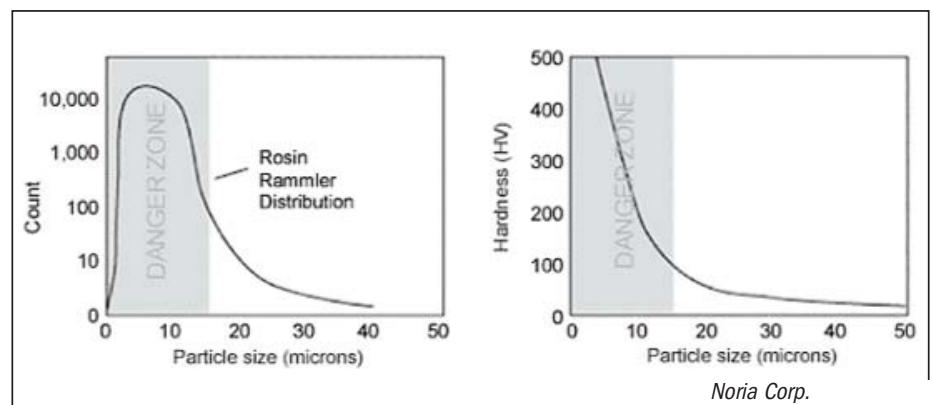 10,000
1,000
100
10
0
Count
DANGER ZONE
Rosin
Rammler
Distribution
0 10 20 30 40 50
Particle size (microns)
500
400
300
200
100
0
Hardness (HV)
DANGER ZONE
0 10 20 30 40 50
Particle size (microns)
Noria Corp.